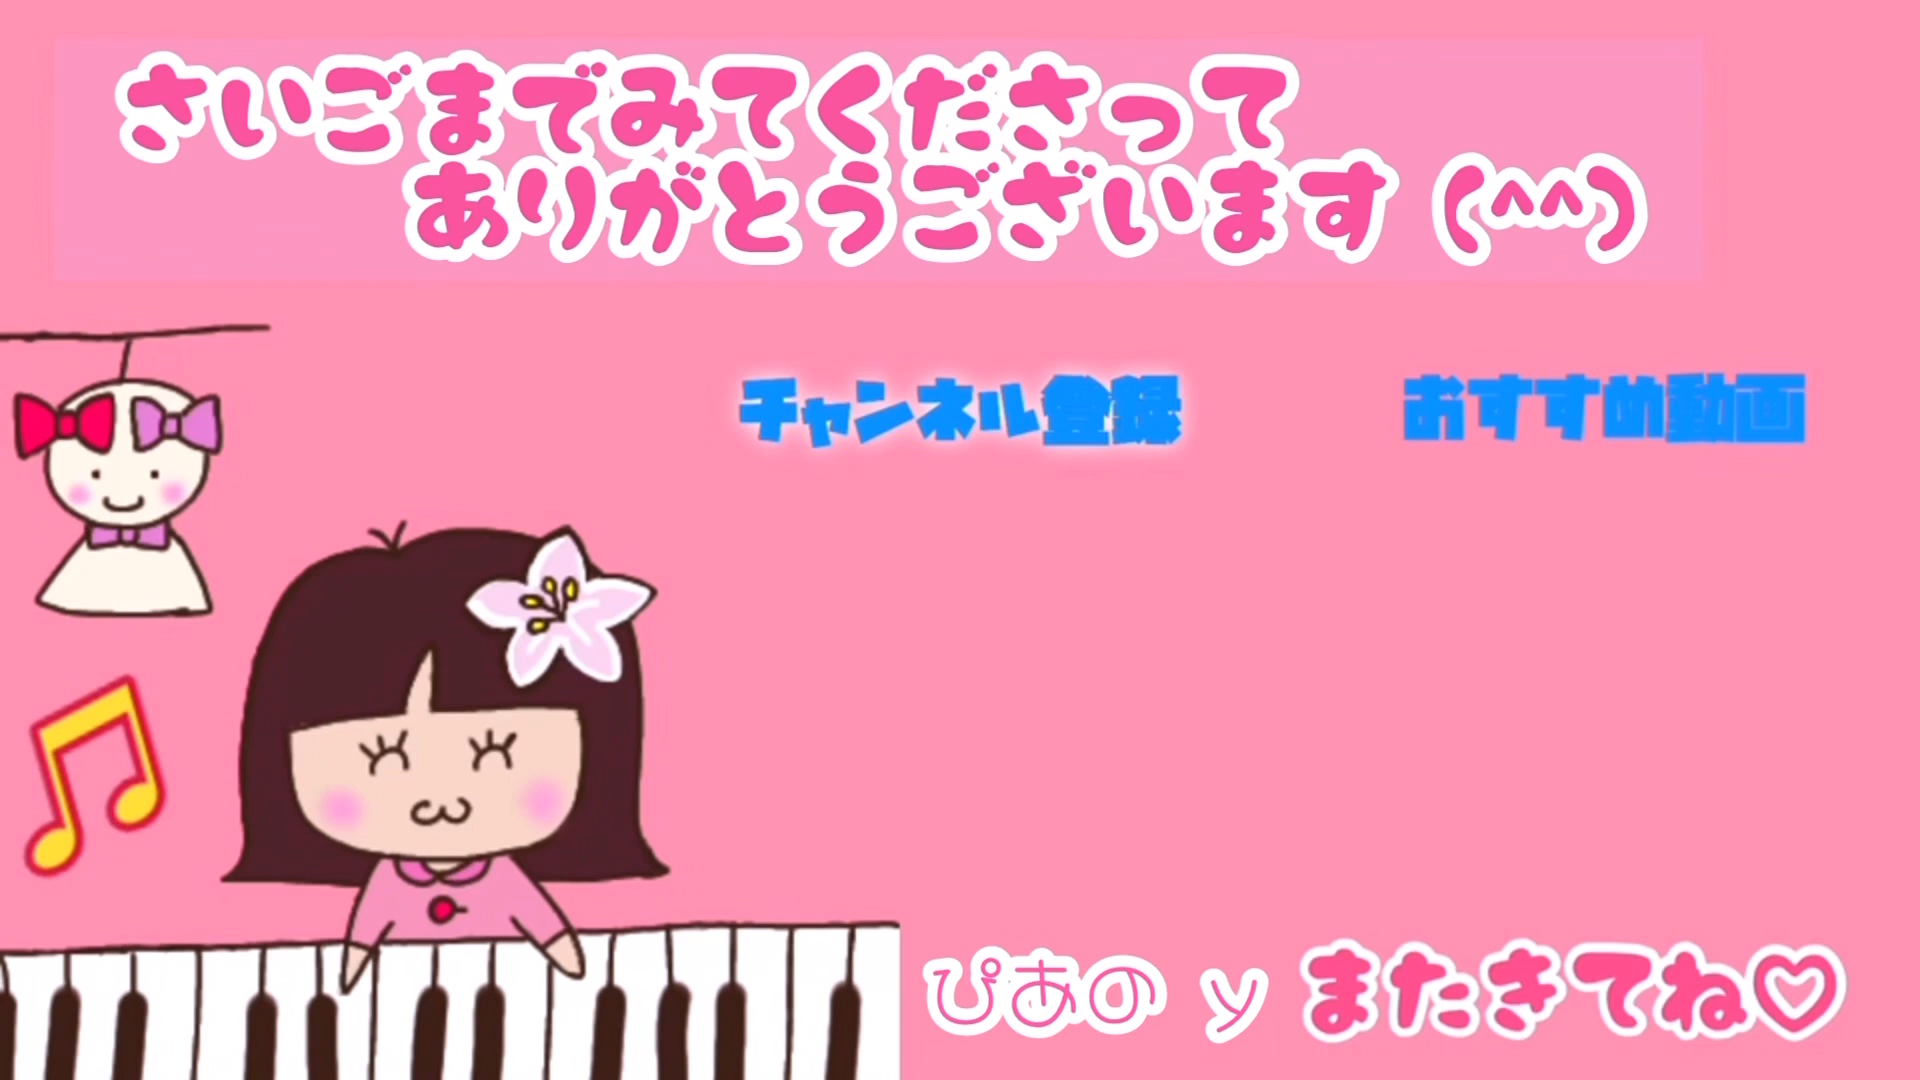 さいごまでみてくださって
ありがとうございます (^^)
チャンネル登録
おすすめ動画
ぴあの y またきてね♡